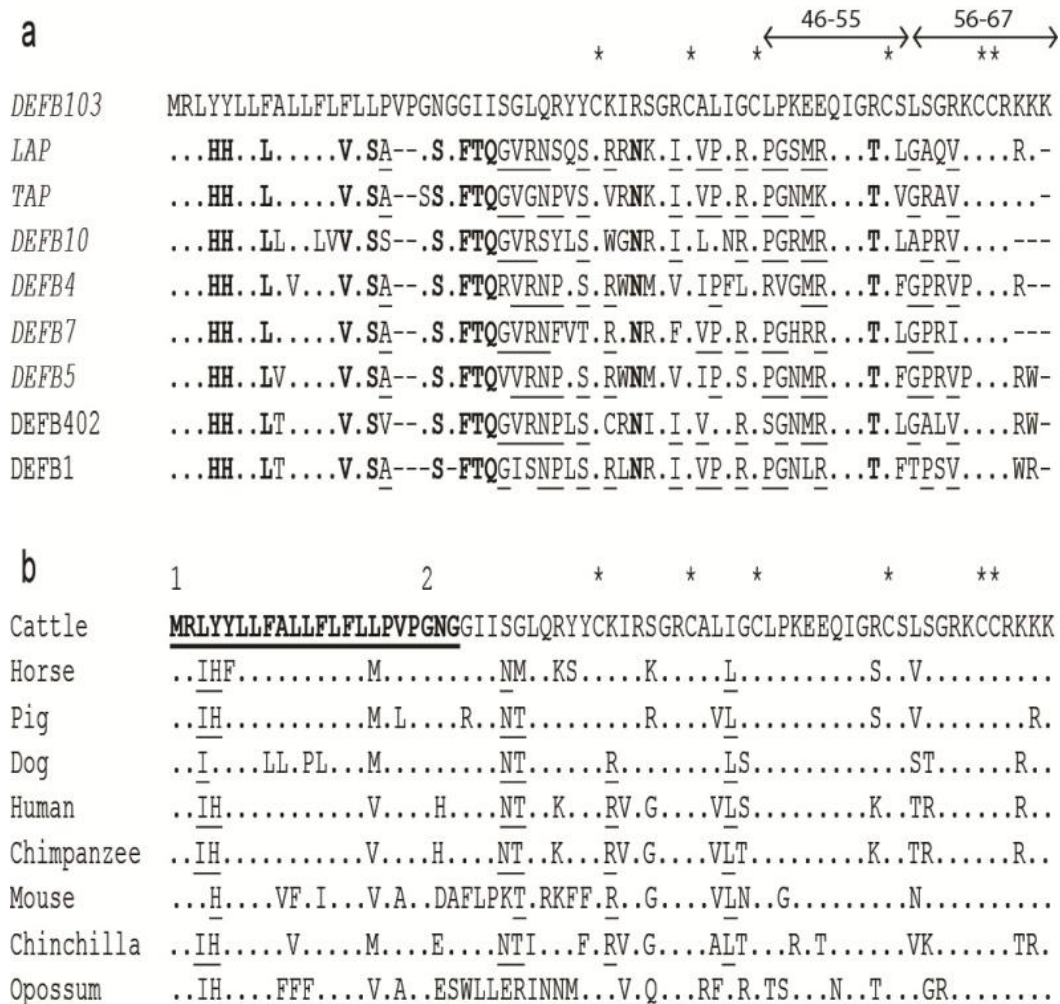 a
46-55 56-67
* * * * **
DEFB103 MRLYYLLFALLFLFLLPVPGNGGIISGLQRYYCKIRSGRCALIGCLPKEEQIGRCSLSGRKCCRKKK
LAP ...HH..L.....V.SA--.S.FTQGVRNSQS.RRNK.I.VP.R.PGSMR...T.LGAQV....R.-
TAP ...HH..L.....V.SA--SS.FTQGVGNPVS.VRNK.I.VP.R.PGNMK...T.VGRAV......-
DEFB10 ...HH..LL..LVV.SS--.S.FTQGVRSYLS.WGNR.I.L.NR.PGRMR...T.LAPRV....---
DEFB4 ...HH..L.V...V.SA--.S.FTQRVRNP.S.RWNM.V.IPFL.RVGMR...T.FGPRVP...R--
DEFB7 ...HH..L.....V.SA--.S.FTQGVRNFVT.R.NR.F.VP.R.PGHRR...T.LGPRI....---
DEFB5 ...HH..LV....V.SA--.S.FTQVVRNP.S.RWNM.V.IP.S.PGNMR...T.FGPRVP...RW-
DEFB402 ...HH..LT....V.SV--.S.FTQGVRNPLS.CRNI.I.V..R.SGNMR...T.LGALV....RW-
DEFB1 ...HH..LT....V.SA---S-FTQGISNPLS.RLNR.I.VP.R.PGNLR...T.FTPSV....WR-
b
1 2 * * * * **
Cattle MRLYYLLFALLFLFLLPVPGNGGIISGLQRYYCKIRSGRCALIGCLPKEEQIGRCSLSGRKCCRKKK
Horse ..IHF..........M.........NM..KS.....K.....L..........S..V..........
Pig ..IH...........M.L....R..NT.........R....VL..........S..V........R.
Dog ..I....LL.PL...M.........NT......R........LS............ST......R..
Human ..IH...........V....H....NT..K...RV.G....VLS.........K..TR......R..
Chimpanzee ..IH...........V....H....NT..K...RV.G....VLT.........K..TR......R..
Mouse ...H....VF.I...V.A..DAFLPKT.RKFF.R..G....VLN..G.........N..........
Chinchilla ..IH.....V.....M....E....NTI...F.RV.G....ALT...R.T......VK......TR.
Opossum ..IH...FFF....V.A..ESWLLERINNM...V.Q...RF.R.TS...N..T...GR........